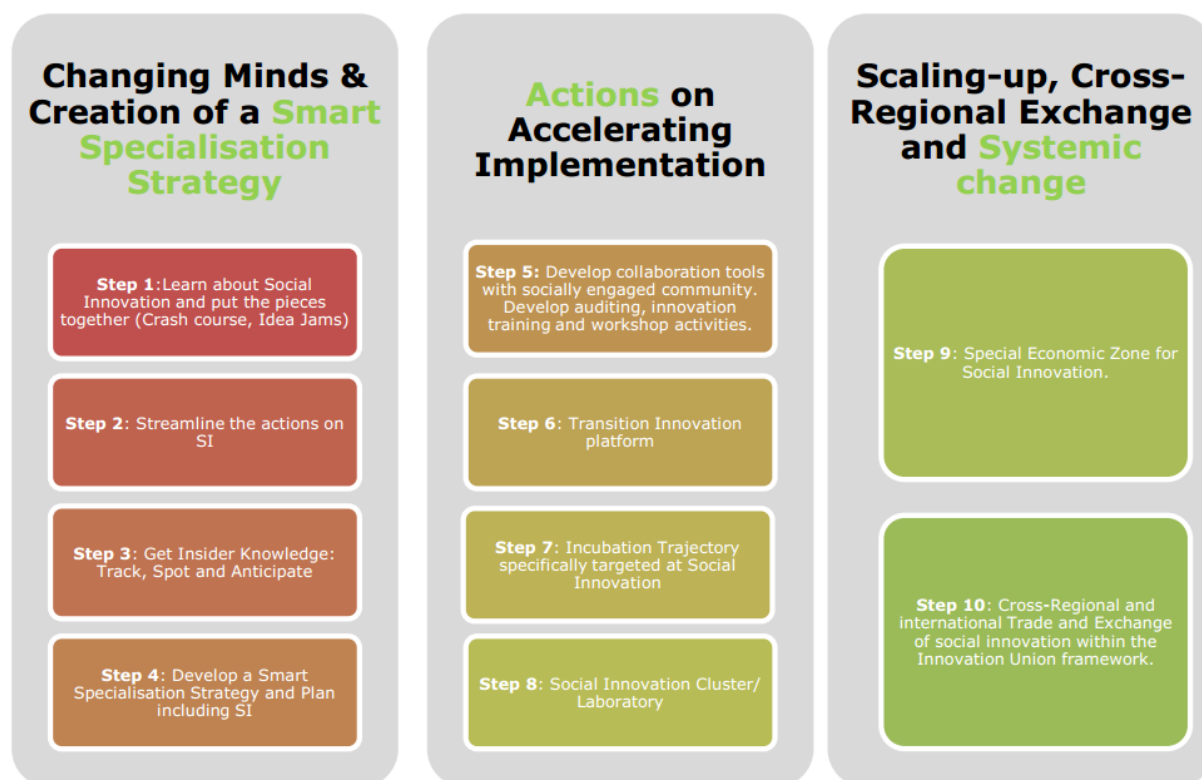 Changing Minds &
Creation of a Smart
Specialisation
Strategy
Step 1:Learn about Social
Innovation and put the pieces
together (Crash course, Idea Jams)
Step 2: Streamline the actions on
SI
Step 3: Get Insider Knowledge:
Track, Spot and Anticipate
Step 4: Develop a Smart
Specialisation Strategy and Plan
including SI
Actions on
Accelerating
Implementation
Step 5: Develop collaboration tools
with socially engaged community.
Develop auditing, innovation
training and workshop activities.
Step 6: Transition Innovation
platform
Step 7: Incubation Trajectory
specifically targeted at Social
Innovation
Step 8: Social Innovation Cluster/
Laboratory
Scaling-up, Cross-
Regional Exchange
and Systemic
change
Step 9: Special Economic Zone for
Social Innovation.
Step 10: Cross-Regional and
international Trade and Exchange
of social innovation within the
Innovation Union framework.